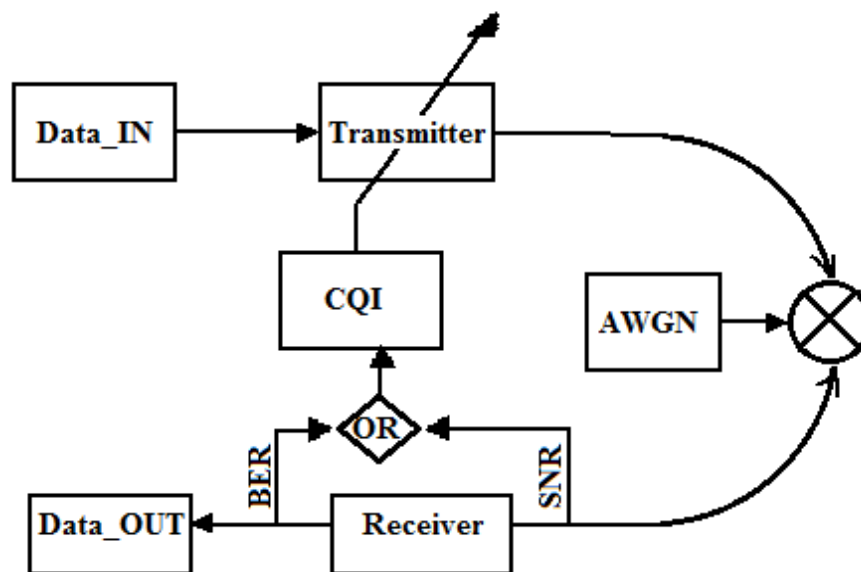 Data_IN
Transmitter
CQI
AWGN
OR
BER
SNR
Data_OUT
Receiver